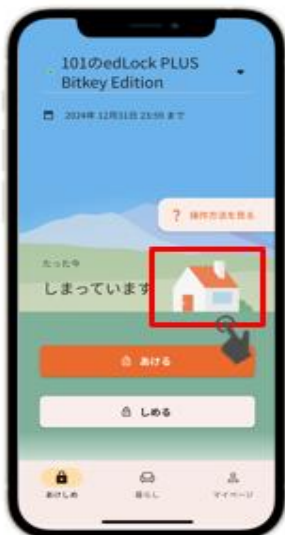 101のedLock PLUS
Bitkey Edition
2024年 12月31日 23:59 まで
? 操作方法を見る
たった今
しまっています
あける
しめる
あけしめ
暮らし
マイページ